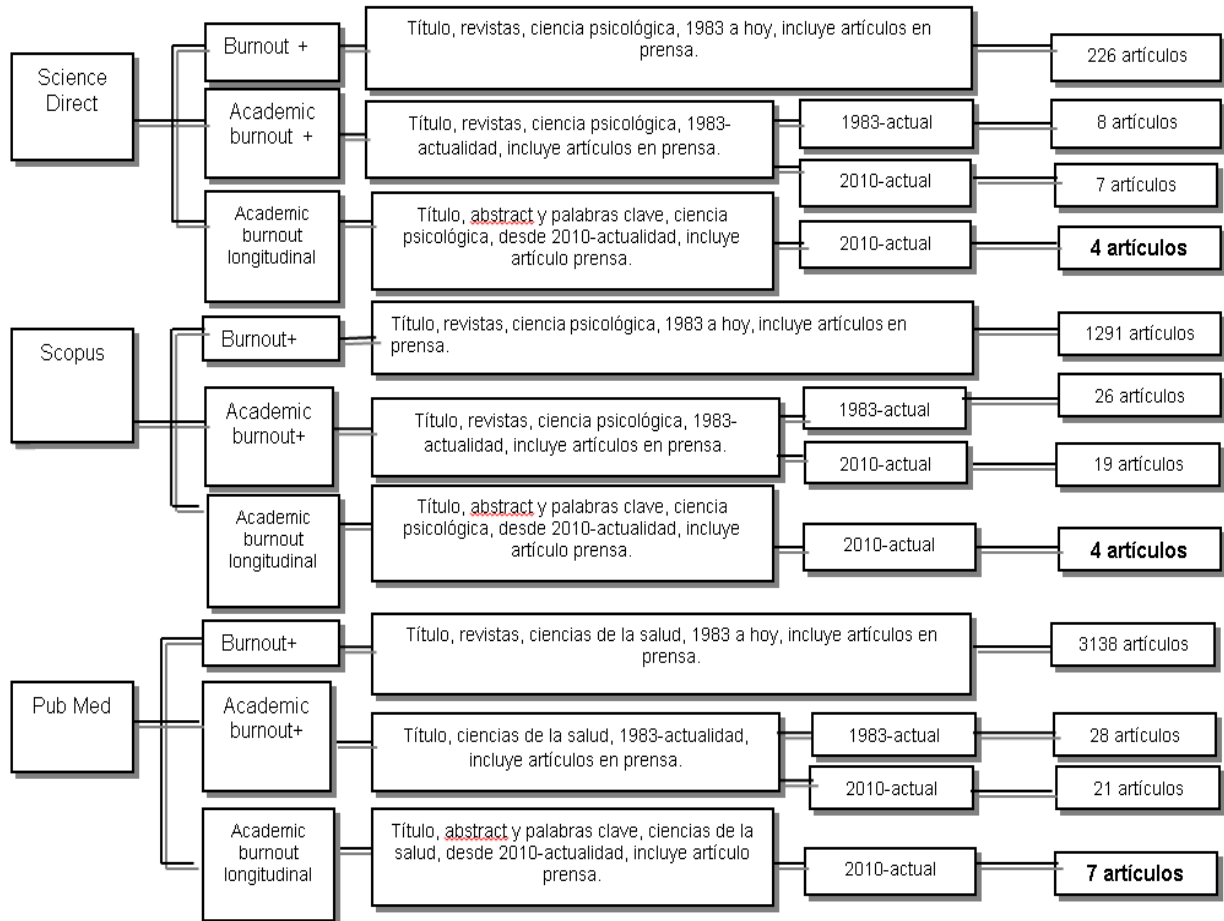 Science
Direct
Burnout +
Título, revistas, ciencia psicológica, 1983 a hoy, incluye artículos en
prensa.
226 artículos
Academic
burnout +
Título, revistas, ciencia psicológica, 1983-
actualidad, incluye artículos en prensa.
1983-actual
8 artículos
2010-actual
7 artículos
Academic
burnout
longitudinal
Título, abstract y palabras clave, ciencia
psicológica, desde 2010-actualidad, incluye
artículo prensa.
2010-actual
4 artículos
Scopus
Burnout+
Título, revistas, ciencia psicológica, 1983 a hoy, incluye artículos en
prensa.
1291 artículos
Academic
burnout+
Título, revistas, ciencia psicológica, 1983-
actualidad, incluye artículos en prensa.
1983-actual
26 artículos
2010-actual
19 artículos
Academic
burnout
longitudinal
Título, abstract y palabras clave, ciencia
psicológica, desde 2010-actualidad, incluye
artículo prensa.
2010-actual
4 artículos
Pub Med
Burnout+
Título, revistas, ciencias de la salud, 1983 a hoy, incluye artículos en
prensa.
3138 artículos
Academic
burnout+
Título, ciencias de la salud, 1983-actualidad,
incluye artículos en prensa.
1983-actual
28 artículos
2010-actual
21 artículos
Academic
burnout
longitudinal
Título, abstract y palabras clave, ciencias de la
salud, desde 2010-actualidad, incluye artículo
prensa.
2010-actual
7 artículos